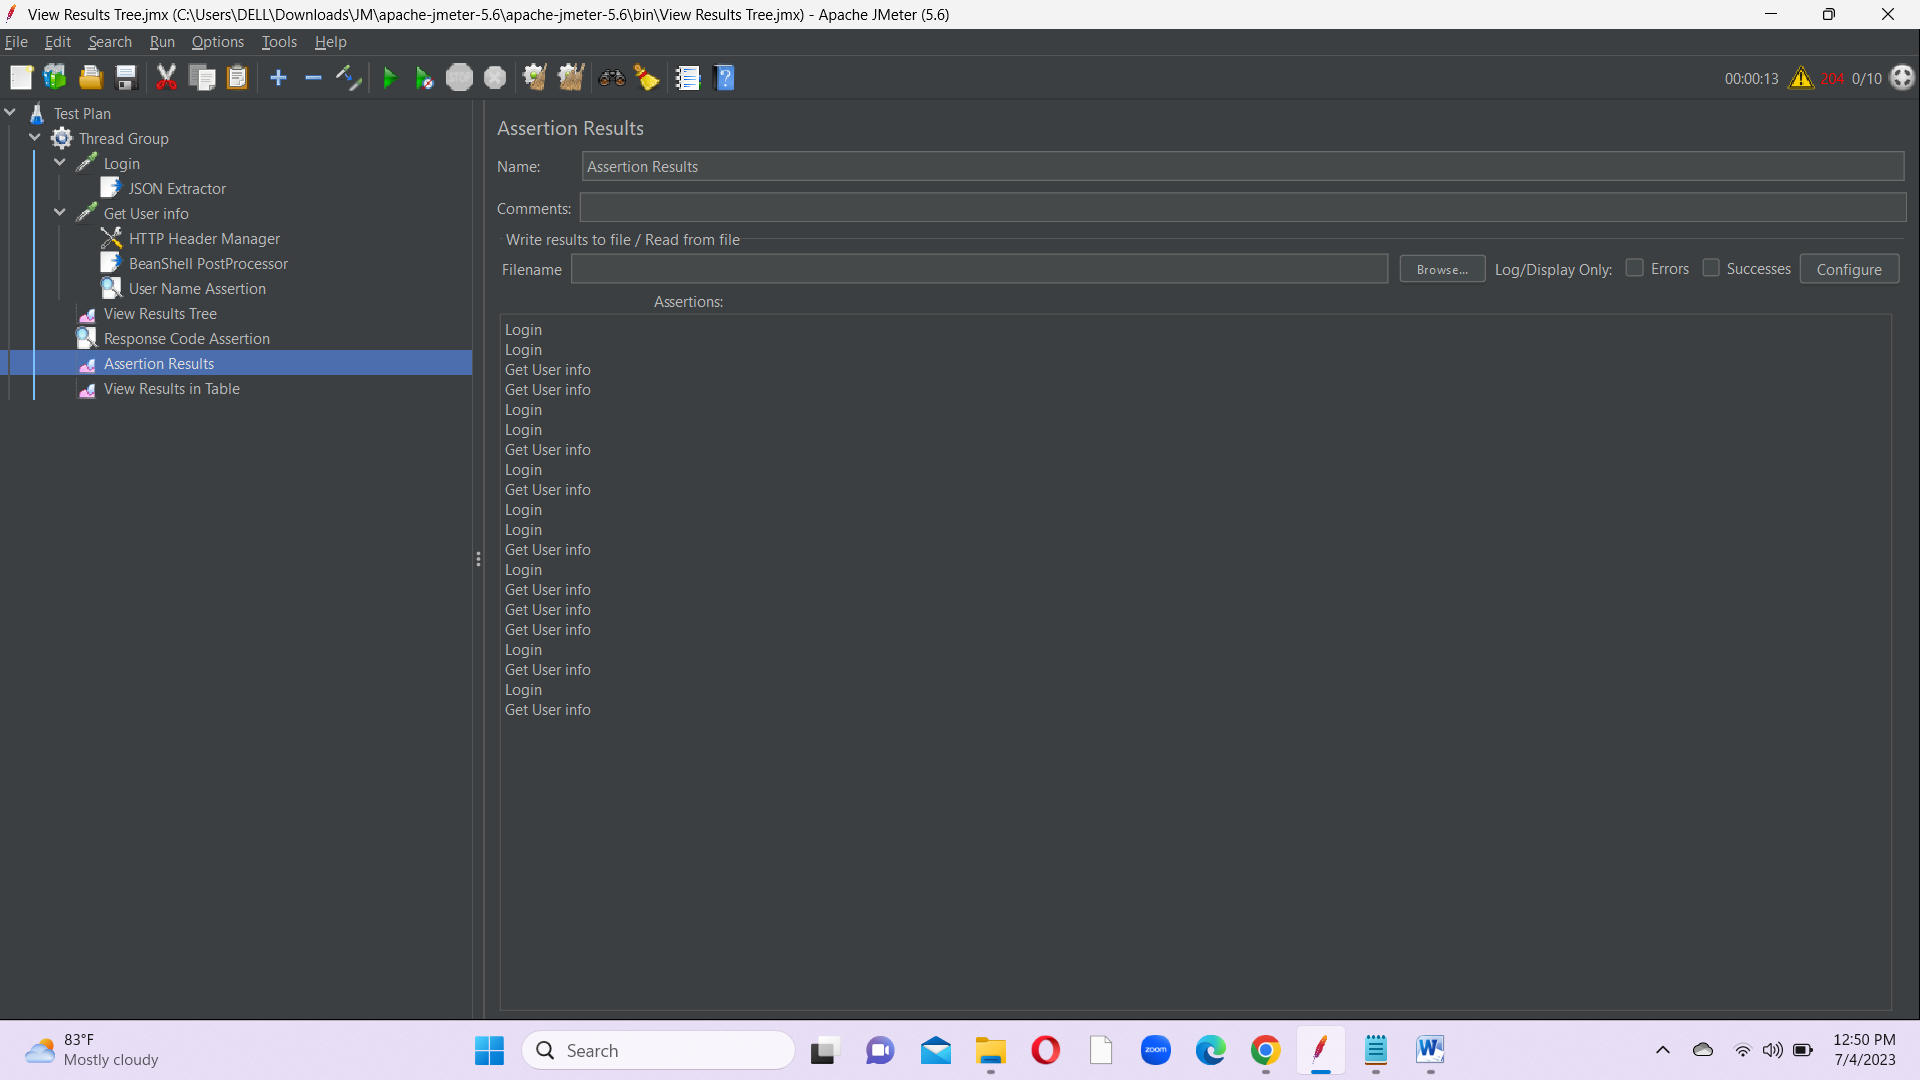 View Results Tree.jmx (C:\Users\DELL\Downloads\JM\apache-jmeter-5.6\apache-jmeter-5.6\bin\View Results Tree.jmx) - Apache JMeter (5.6)
File Edit Search Run Options Tools Help
STOP
00:00:13 204 0/10
Test Plan
Thread Group
Login
JSON Extractor
Get User info
HTTP Header Manager
BeanShell PostProcessor
User Name Assertion
View Results Tree
Response Code Assertion
Assertion Results
View Results in Table
Assertion Results
Name: Assertion Results
Comments:
Write results to file / Read from file
Filename Browse... Log/Display Only: Errors Successes Configure
Assertions:
Login
Login
Get User info
Get User info
Login
Login
Get User info
Login
Get User info
Login
Login
Get User info
Login
Get User info
Get User info
Get User info
Login
Get User info
Login
Get User info
83°F
Mostly cloudy
Search
zoom
W
12:50 PM
7/4/2023